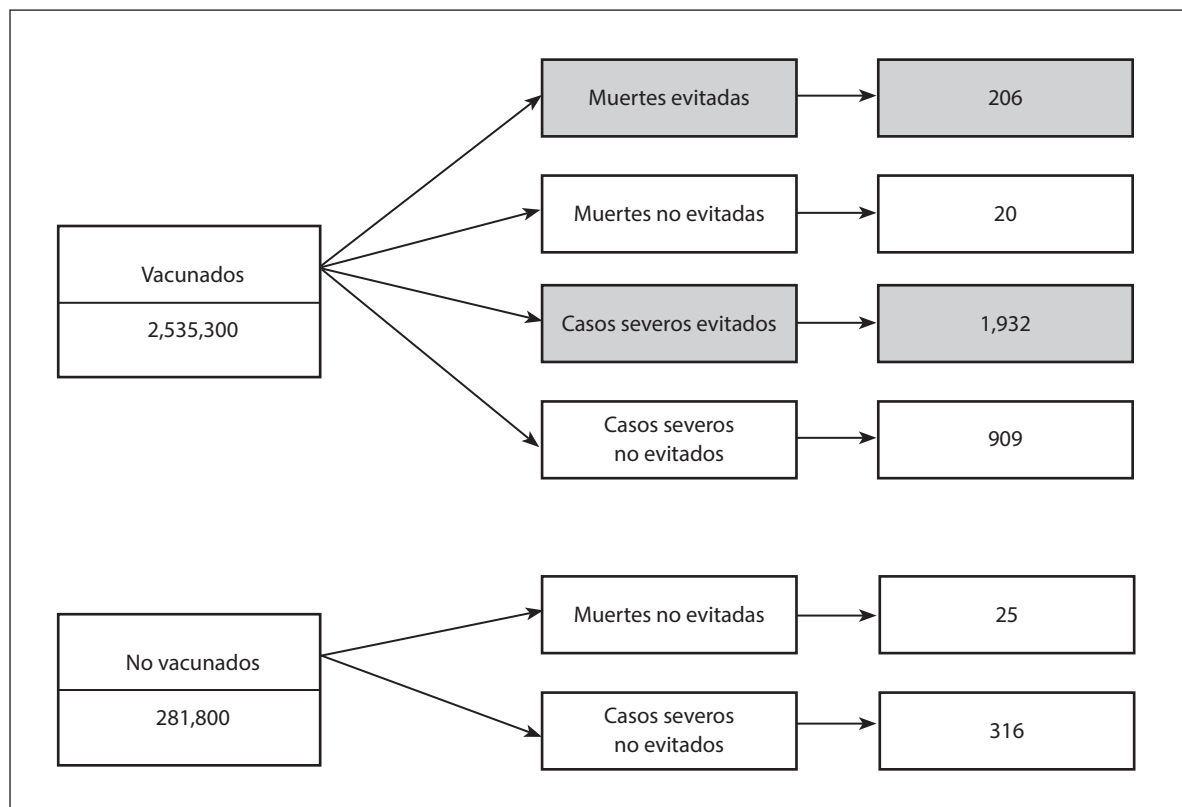 Muertes evitadas
206
Muertes no evitadas
20
Vacunados
2,535,300
Casos severos evitados
1,932
Casos severos
no evitados
909
Muertes no evitadas
25
No vacunados
281,800
Casos severos
no evitados
316